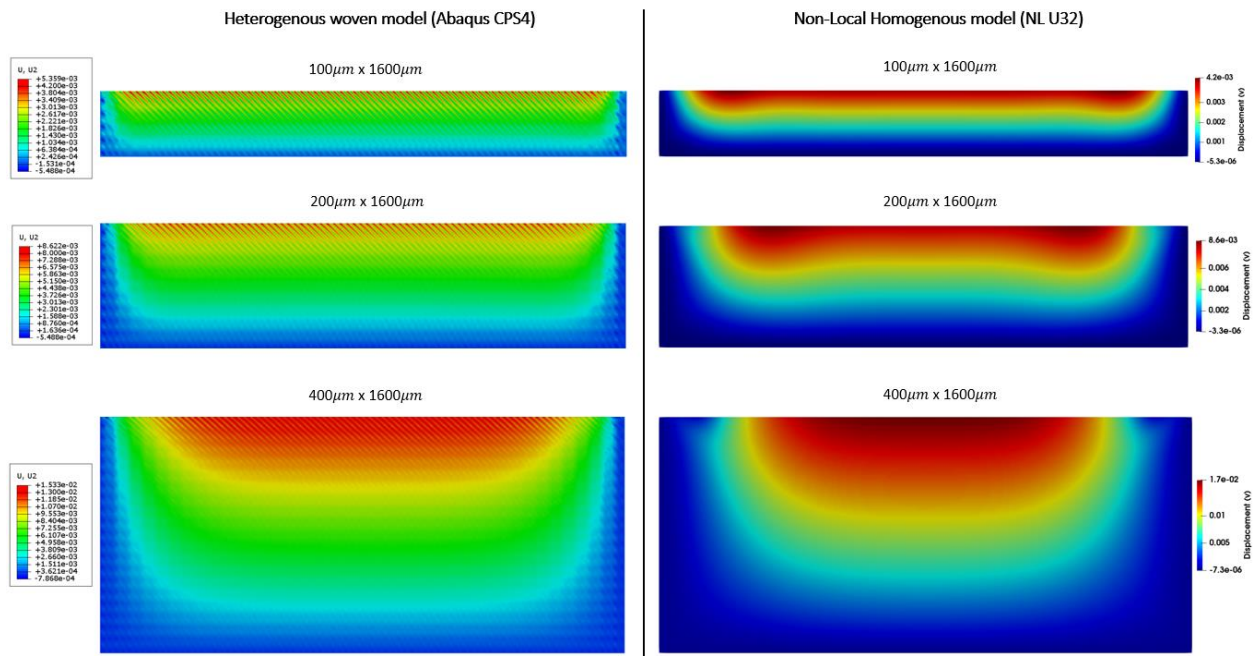 Heterogenous woven model (Abaqus CPS4)
Non-Local Homogenous model (NL U32)
100μm x 1600μm
U, U2
+5.359e-03
+4.200e-03
+3.804e-03
+3.409e-03
+3.013e-03
+2.617e-03
+2.221e-03
+1.826e-03
+1.430e-03
+1.034e-03
+6.384e-04
+2.426e-04
-1.531e-04
-5.488e-04
100μm x 1600μm
4.2e-03
0.003
0.002
0.001
-5.3e-06
Displacement (v)
200μm x 1600μm
U, U2
+8.622e-03
+8.000e-03
+7.288e-03
+6.575e-03
+5.863e-03
+5.150e-03
+4.438e-03
+3.726e-03
+3.013e-03
+2.301e-03
+1.588e-03
+8.760e-04
+1.636e-04
-5.488e-04
200μm x 1600μm
8.6e-03
0.006
0.004
0.002
-3.3e-06
Displacement (v)
400μm x 1600μm
U, U2
+1.533e-02
+1.300e-02
+1.185e-02
+1.070e-02
+9.553e-03
+8.404e-03
+7.255e-03
+6.107e-03
+4.958e-03
+3.809e-03
+2.660e-03
+1.511e-03
+3.621e-04
-7.868e-04
400μm x 1600μm
1.7e-02
0.01
0.005
-7.3e-06
Displacement (v)